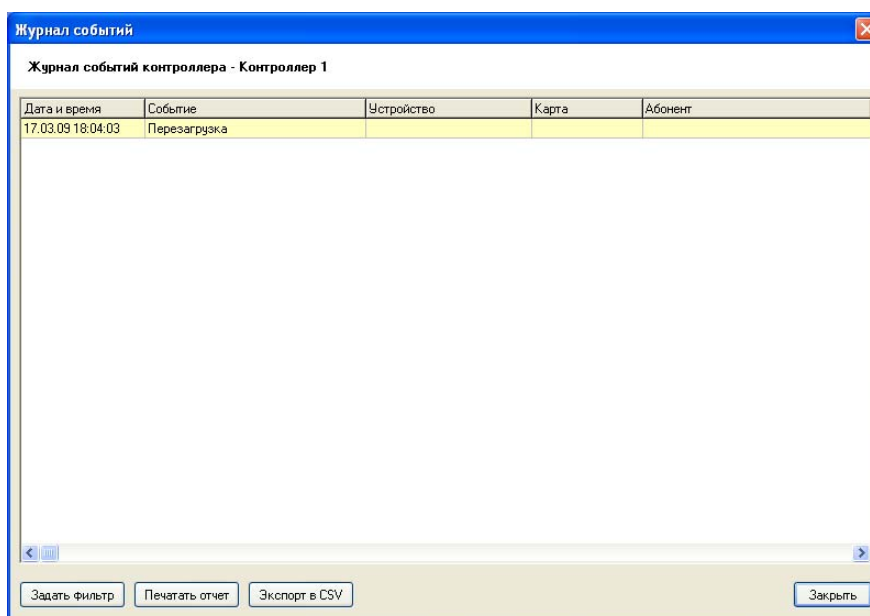 Журнал событий
Журнал событий контроллера - Контроллер 1
Дата и время Событие Устройство Карта Абонент
17.03.09 18:04:03 Перезагрузка
Задать фильтр Печатать отчет Экспорт в CSV Закрыть